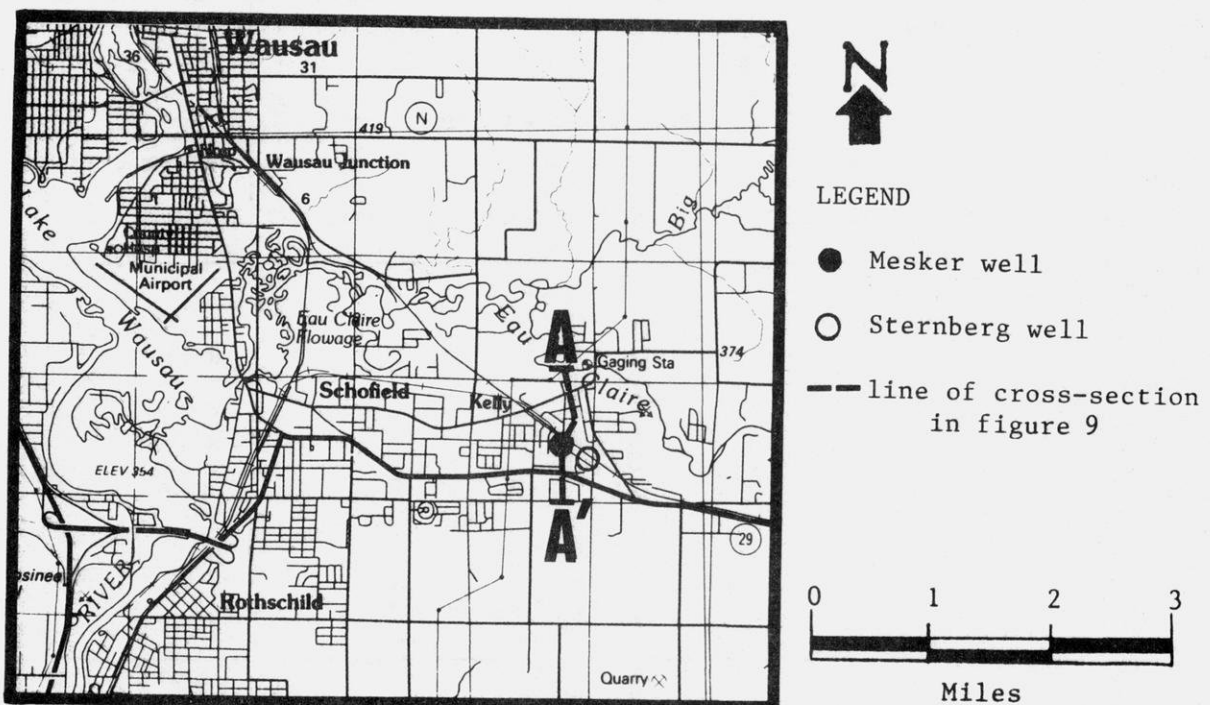 Wausau
36
31
N
419
Wausau Junction
6
Lake
Wausau
Municipal
Airport
Eau Claire
Flowage
Big
Eau
Claire
A
Gaging Sta
374
Schofield
Kelly
ELEV 354
A'
29
RIVER
Rothschild
Quarry
N
LEGEND
Mesker well
Sternberg well
line of cross-section
in figure 9
0 1 2 3
Miles